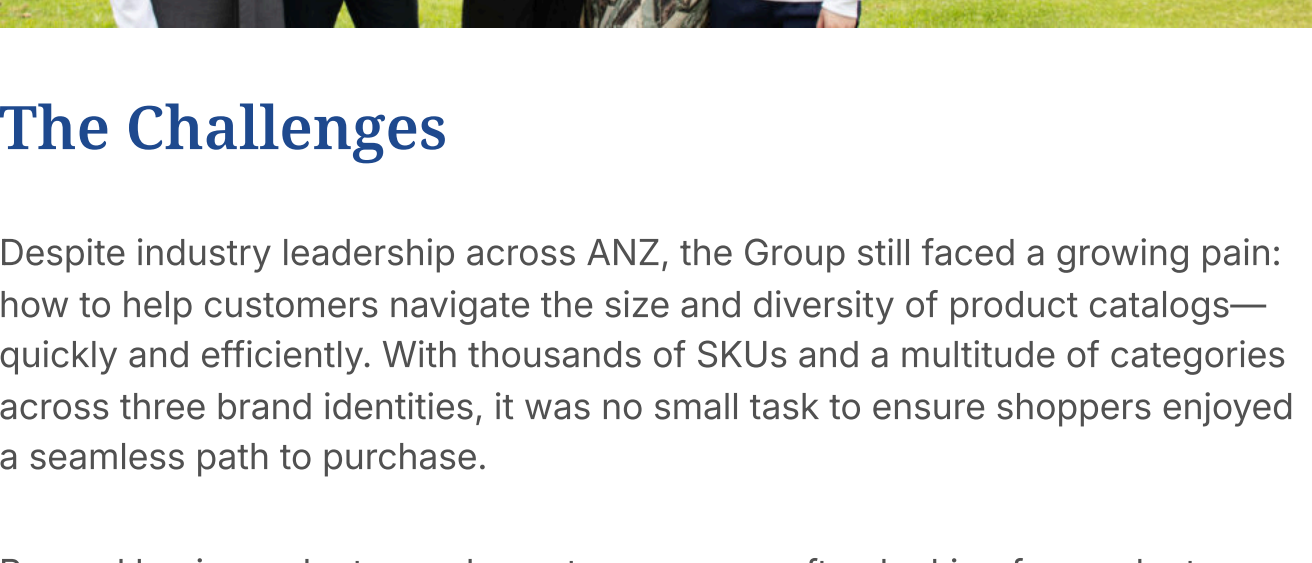 The Challenges
Despite industry leadership across ANZ, the Group still faced a growing pain:
how to help customers navigate the size and diversity of product catalogs—
quickly and efficiently. With thousands of SKUs and a multitude of categories
across three brand identities, it was no small task to ensure shoppers enjoyed
a seamless path to purchase.